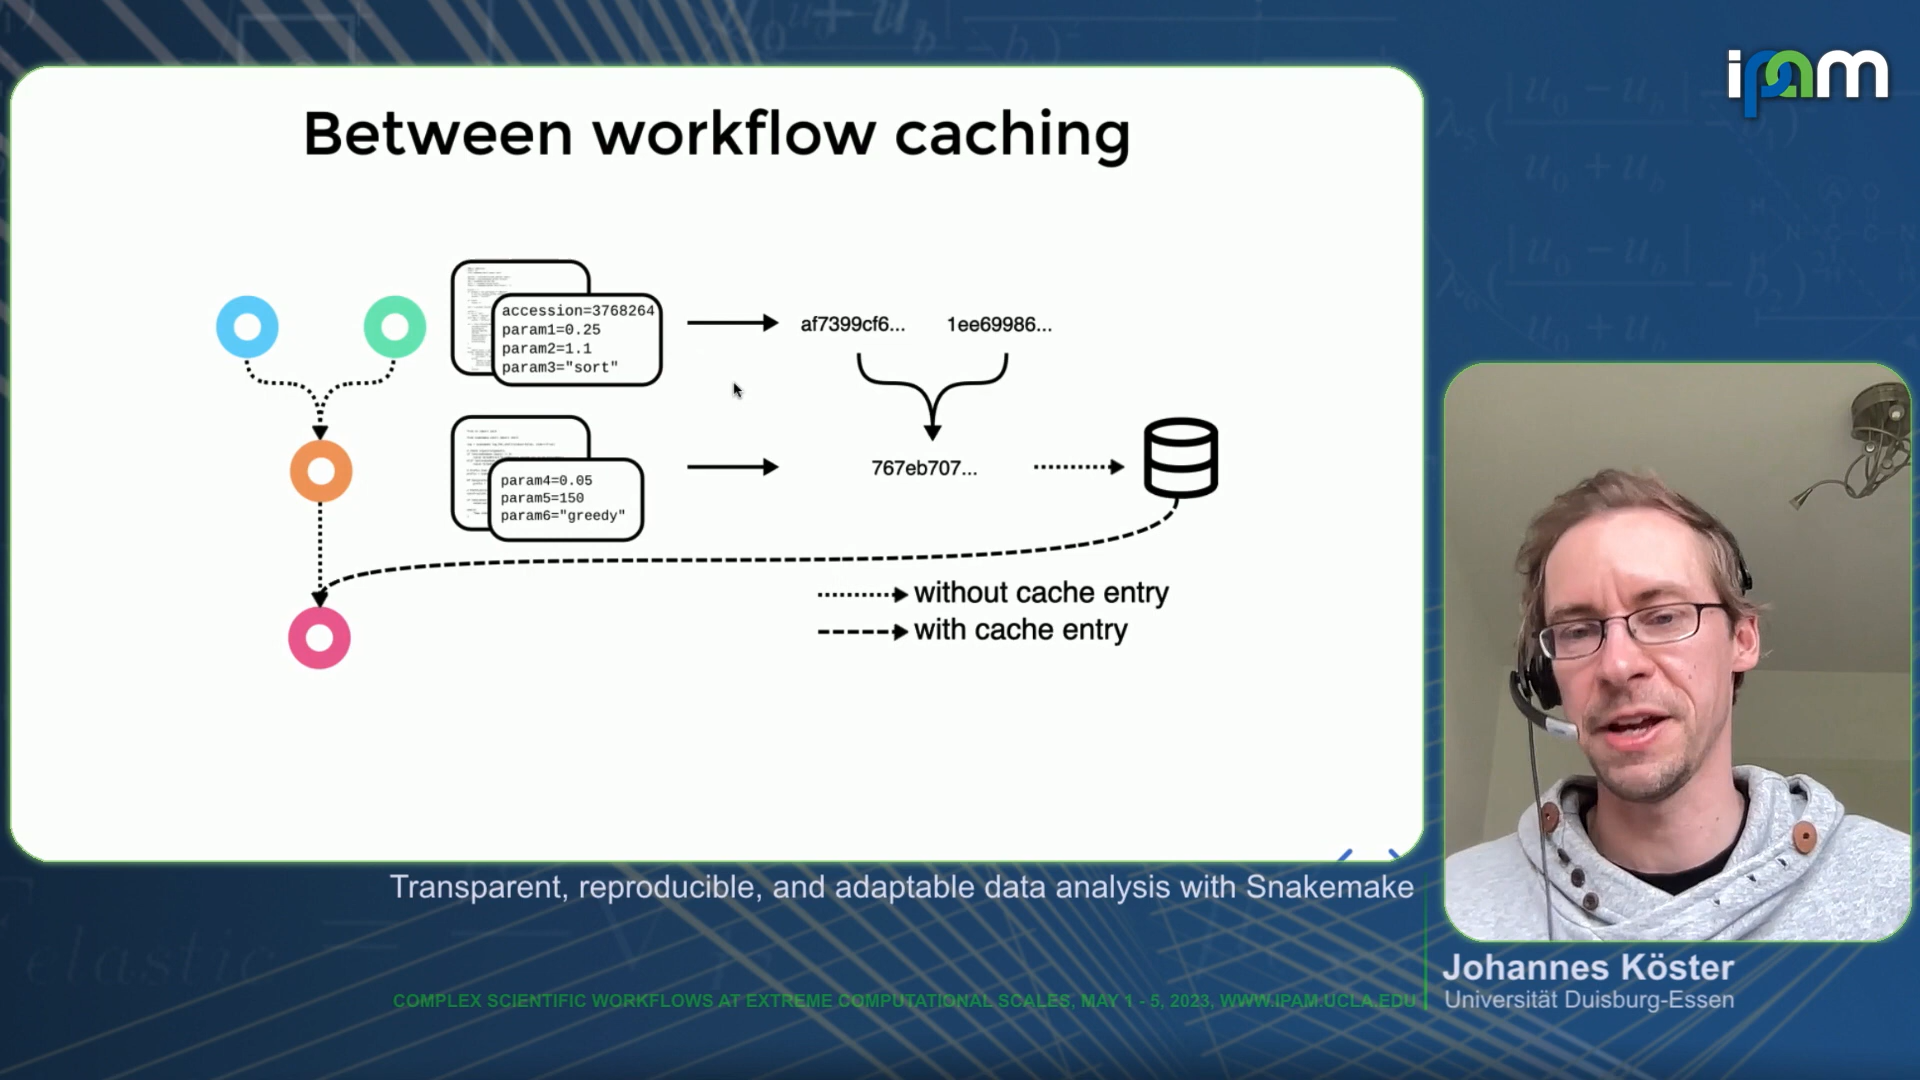 ipam
Between workflow caching
accession=3768264
param1=0.25
param2=1.1
param3="sort"
af7399cf6...
1ee69986...
param4=0.05
param5=150
param6="greedy"
767eb707...
without cache entry
with cache entry
Transparent, reproducible, and adaptable data analysis with Snakemake
Johannes Köster
Universität Duisburg-Essen
COMPLEX SCIENTIFIC WORKFLOWS AT EXTREME COMPUTATIONAL SCALES, MAY 1 - 5, 2023, WWW.IPAM.UCLA.EDU
elastic